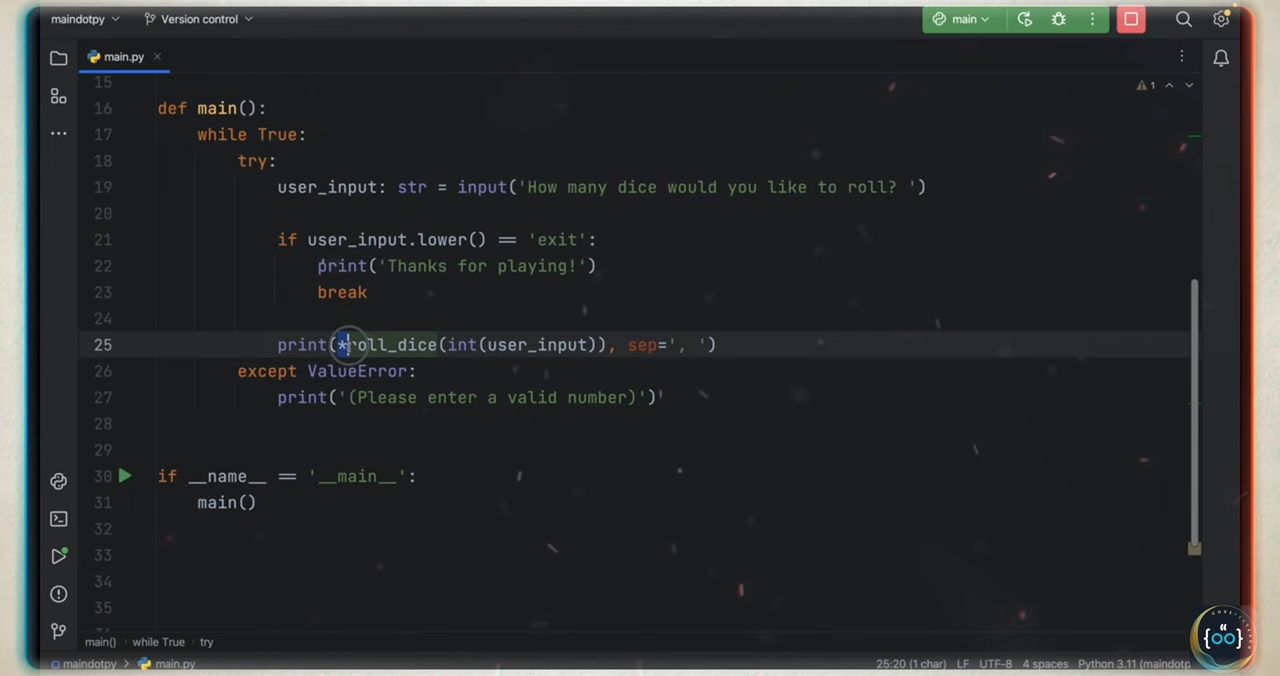 maindotpy Version control main
main.py
1
15
16 def main():
17 while True:
18 try:
19 user_input: str = input('How many dice would you like to roll? ')
20
21 if user_input.lower() == 'exit':
22 print('Thanks for playing!')
23 break
24
25 print(*roll_dice(int(user_input)), sep=', ')
26 except ValueError:
27 print('(Please enter a valid number)')
28
29
30 if __name__ == '__main__':
31 main()
32
33
34
35
main() while True try
maindotpy main.py 25:20 (1 char) LF UTF-8 4 spaces Python 3.11 (maindotp